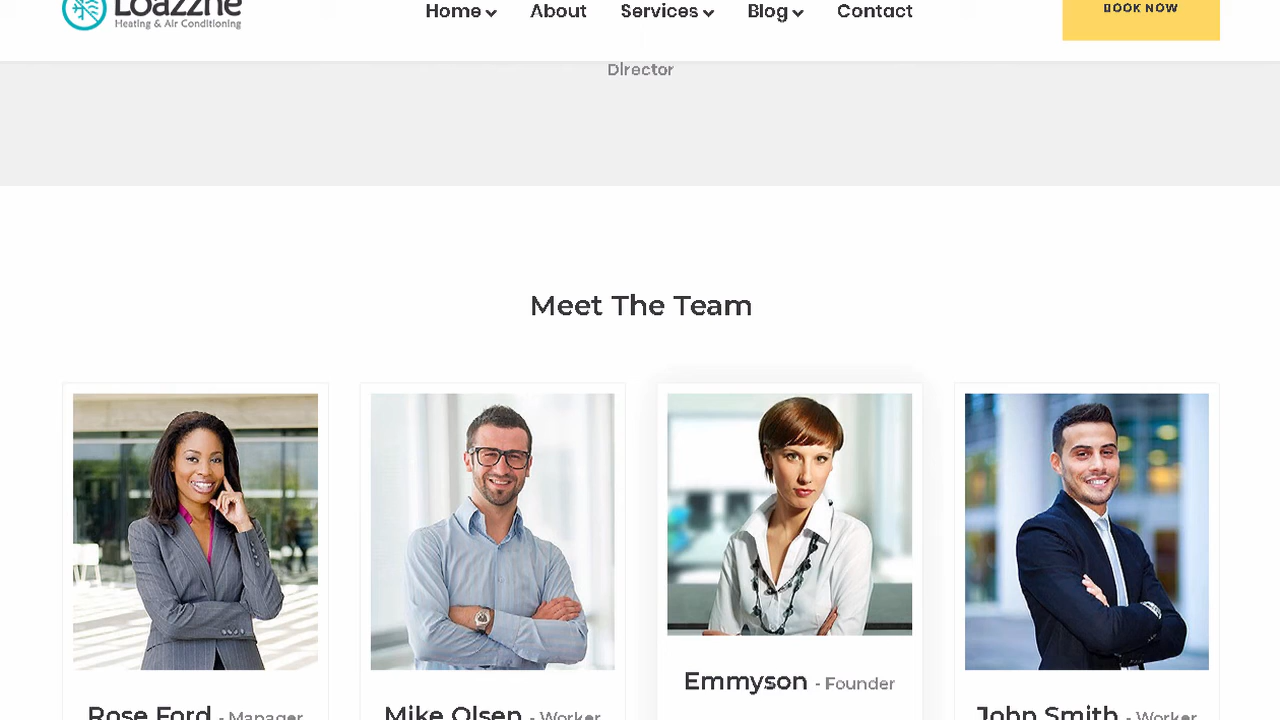 Loazzne
Heating & Air Conditioning
Home About Services Blog Contact
BOOK NOW
Director
Meet The Team
Emmyson - Founder
Rose Ford - Manager
Mike Olsen - Worker
John Smith - Worker